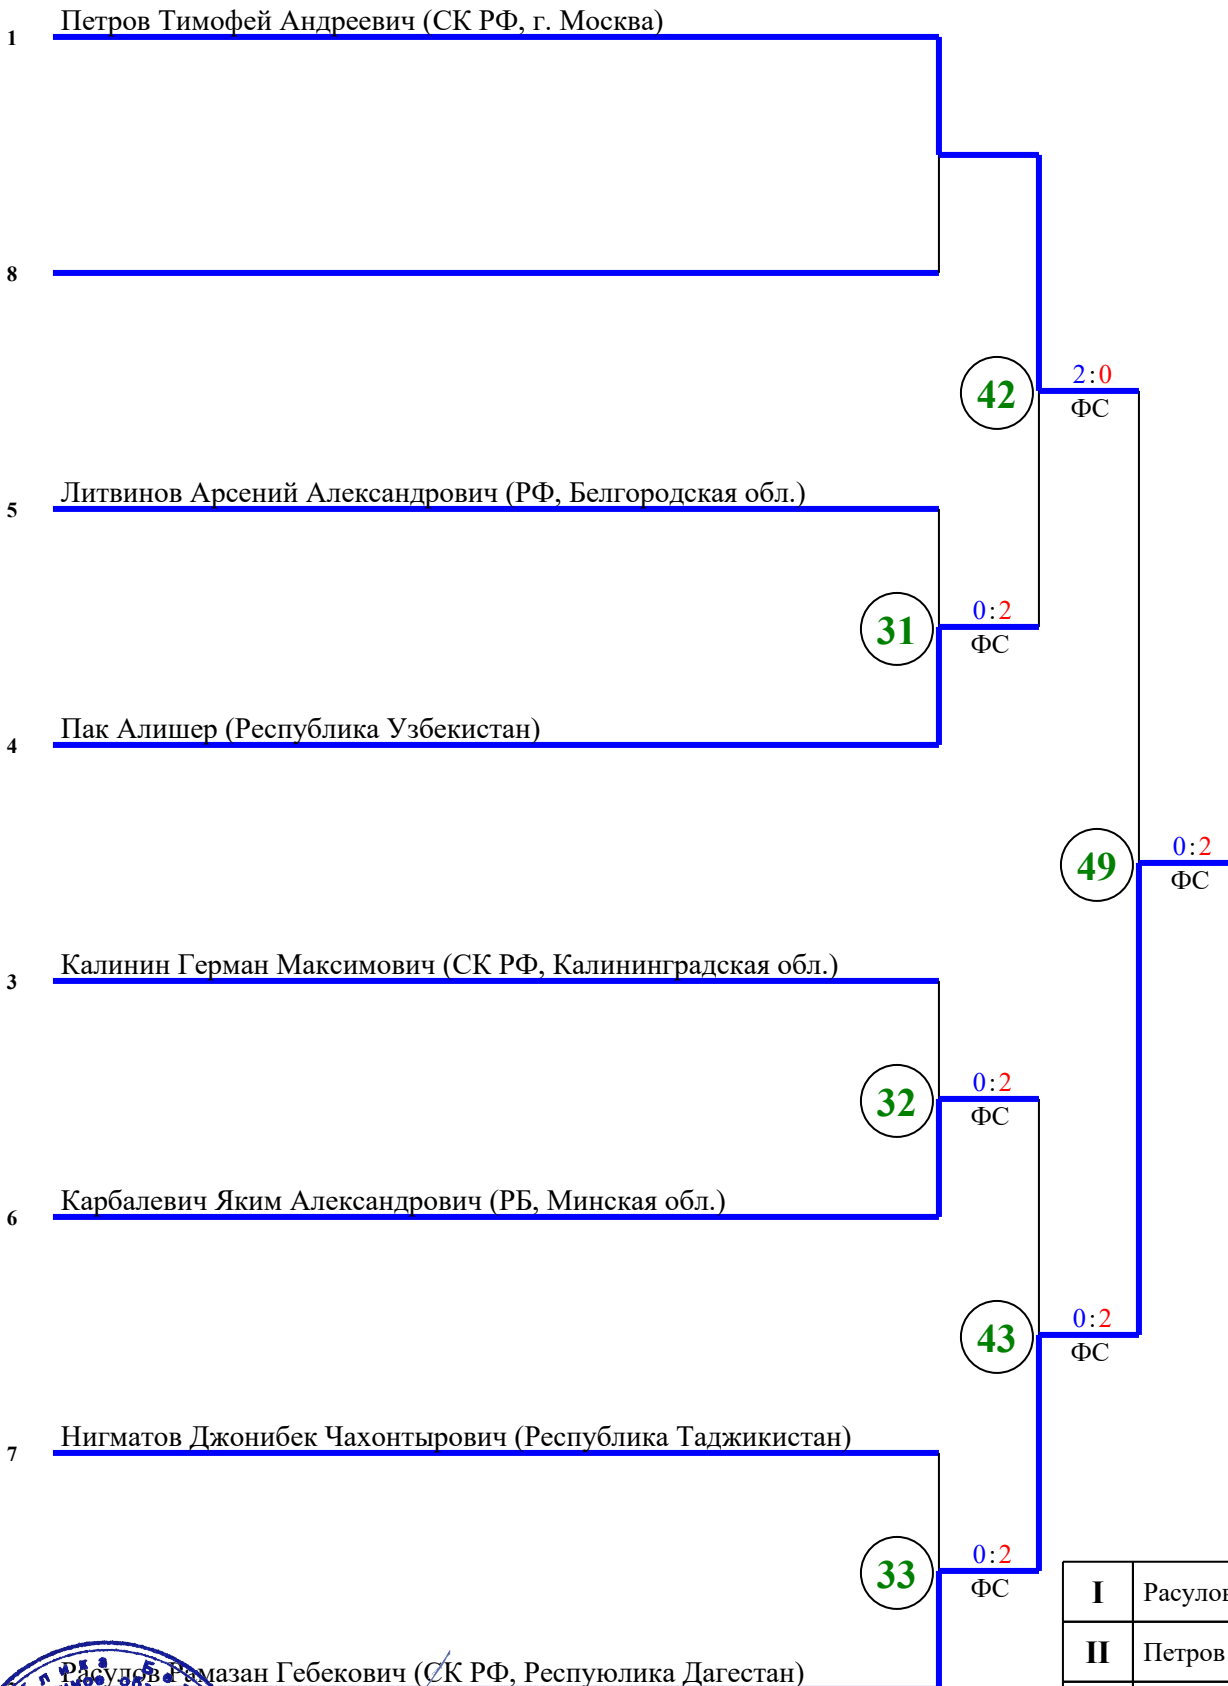 Петров Тимофей Андреевич (СК РФ, г. Москва)
1
8
2:0
42
ФС
Литвинов Арсений Александрович (РФ, Белгородская обл.)
5
0:2
31
ФС
Пак Алишер (Республика Узбекистан)
4
0:2
49
ФС
Калинин Герман Максимович (СК РФ, Калининградская обл.)
3
0:2
32
ФС
Карбалевич Яким Александрович (РБ, Минская обл.)
6
0:2
43
ФС
Нигматов Джонибек Чахонтырович (Республика Таджикистан)
7
0:2
33
ФС
I Расулов
II Петров
Расулов Рамазан Гебекович (СК РФ, Респуюлика Дагестан)